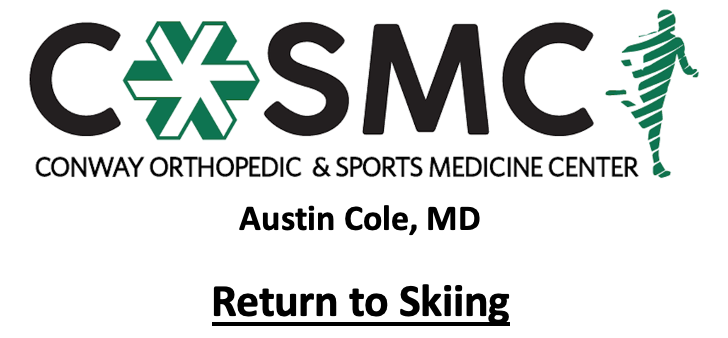 COSMC
CONWAY ORTHOPEDIC & SPORTS MEDICINE CENTER
Austin Cole, MD
Return to Skiing